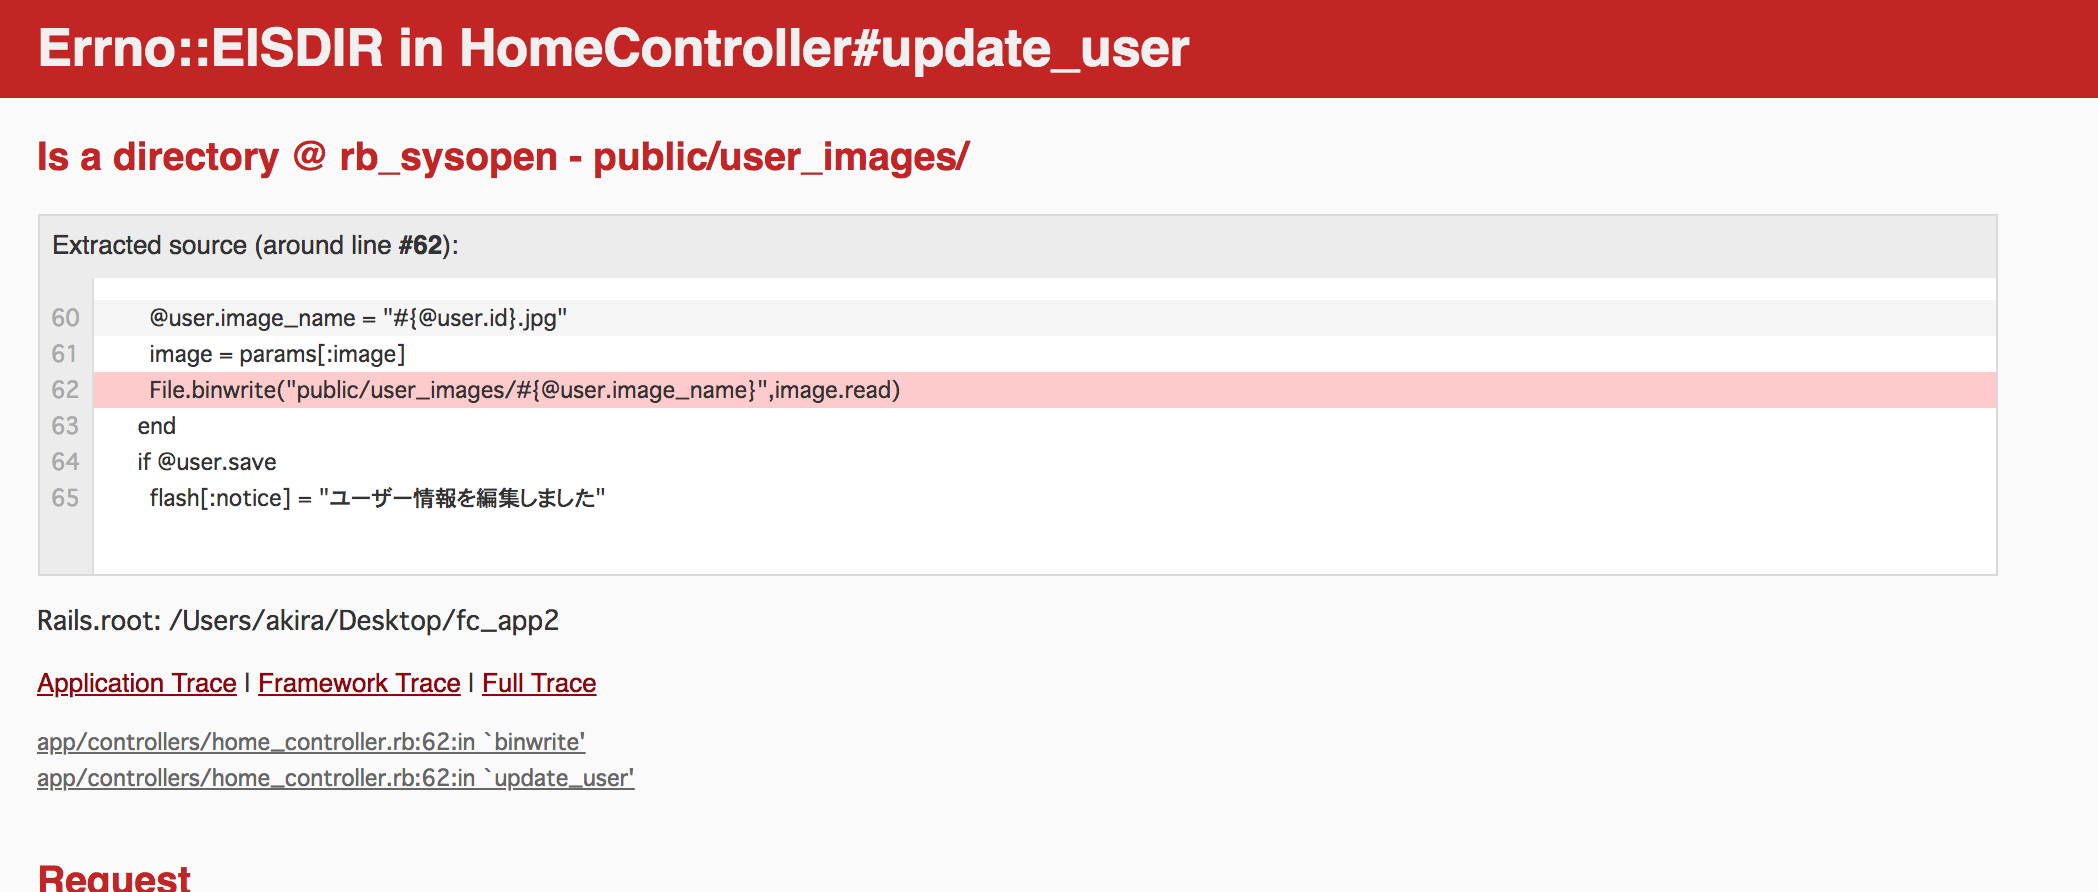 Errno::EISDIR in HomeController#update_user
Is a directory @ rb_sysopen - public/user_images/
Extracted source (around line #62):
60 @user.image_name = "#{@user.id}.jpg"
61 image = params[:image]
62 File.binwrite("public/user_images/#{@user.image_name}",image.read)
63 end
64 if @user.save
65 flash[:notice] = "ユーザー情報を編集しました"
Rails.root: /Users/akira/Desktop/fc_app2
Application Trace | Framework Trace | Full Trace
app/controllers/home_controller.rb:62:in `binwrite'
app/controllers/home_controller.rb:62:in `update_user'
Request